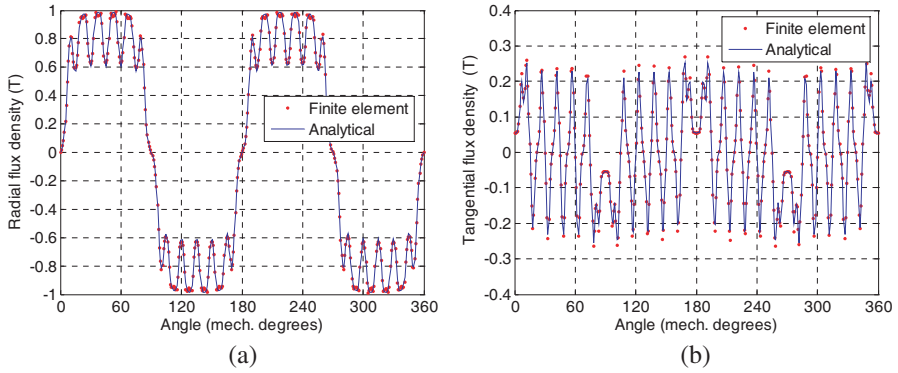 1
0.8
0.6
0.4
0.2
0
-0.2
-0.4
-0.6
-0.8
-1
Radial flux density (T)
Finite element
Analytical
0 60 120 180 240 300 360
Angle (mech. degrees)
(a)
0.4
0.3
0.2
0.1
0
-0.1
-0.2
-0.3
-0.4
Tangential flux density (T)
Finite element
Analytical
0 60 120 180 240 300 360
Angle (mech. degrees)
(b)